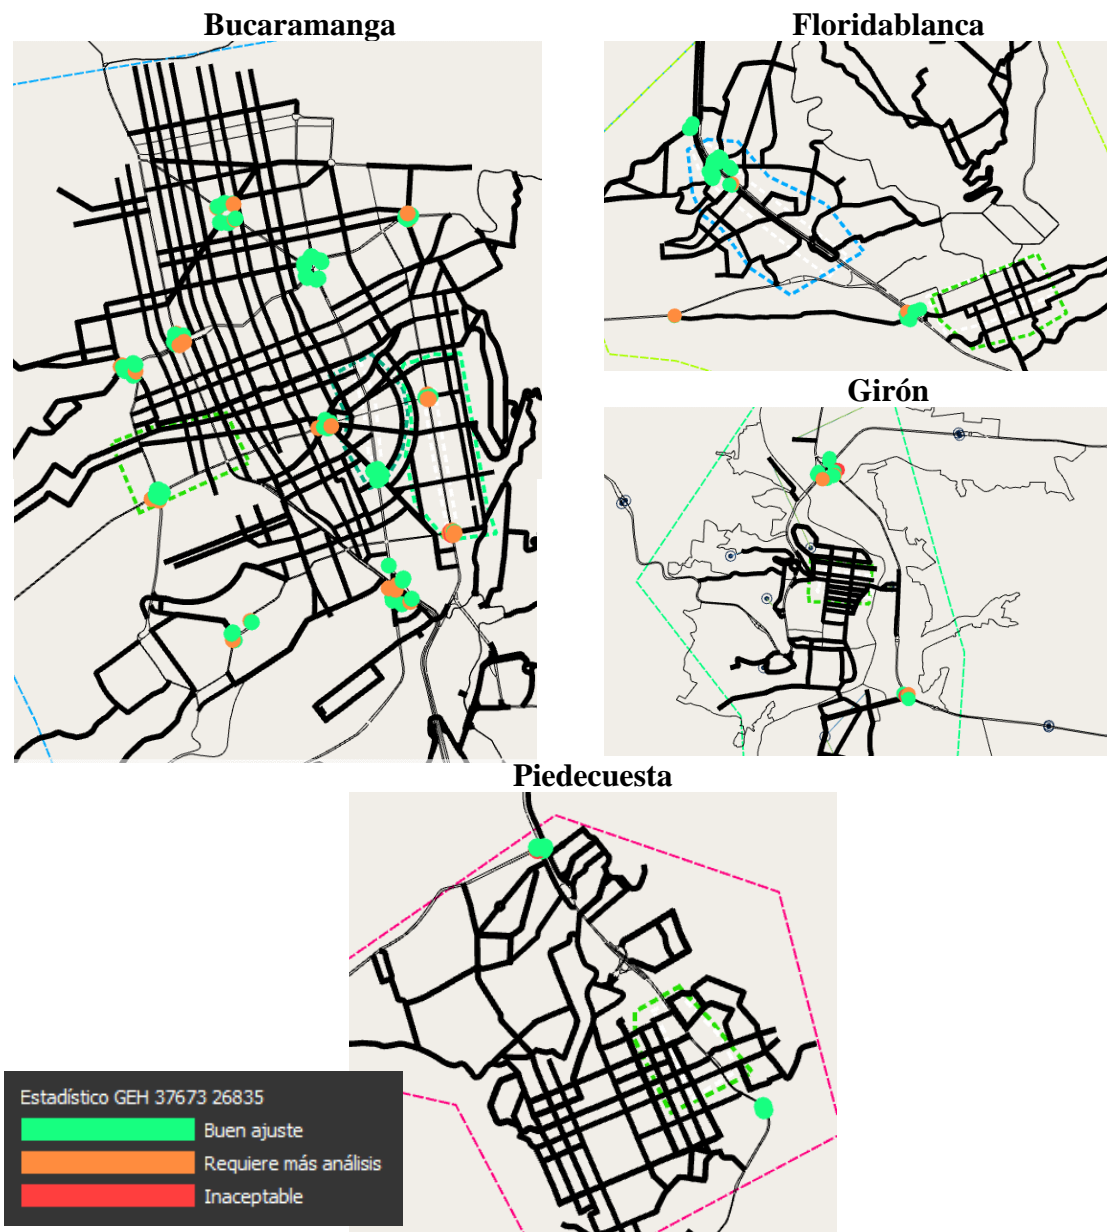 Bucaramanga
Floridablanca
Girón
Piedecuesta
Estadístico GEH 37673 26835
Buen ajuste
Requiere más análisis
Inaceptable